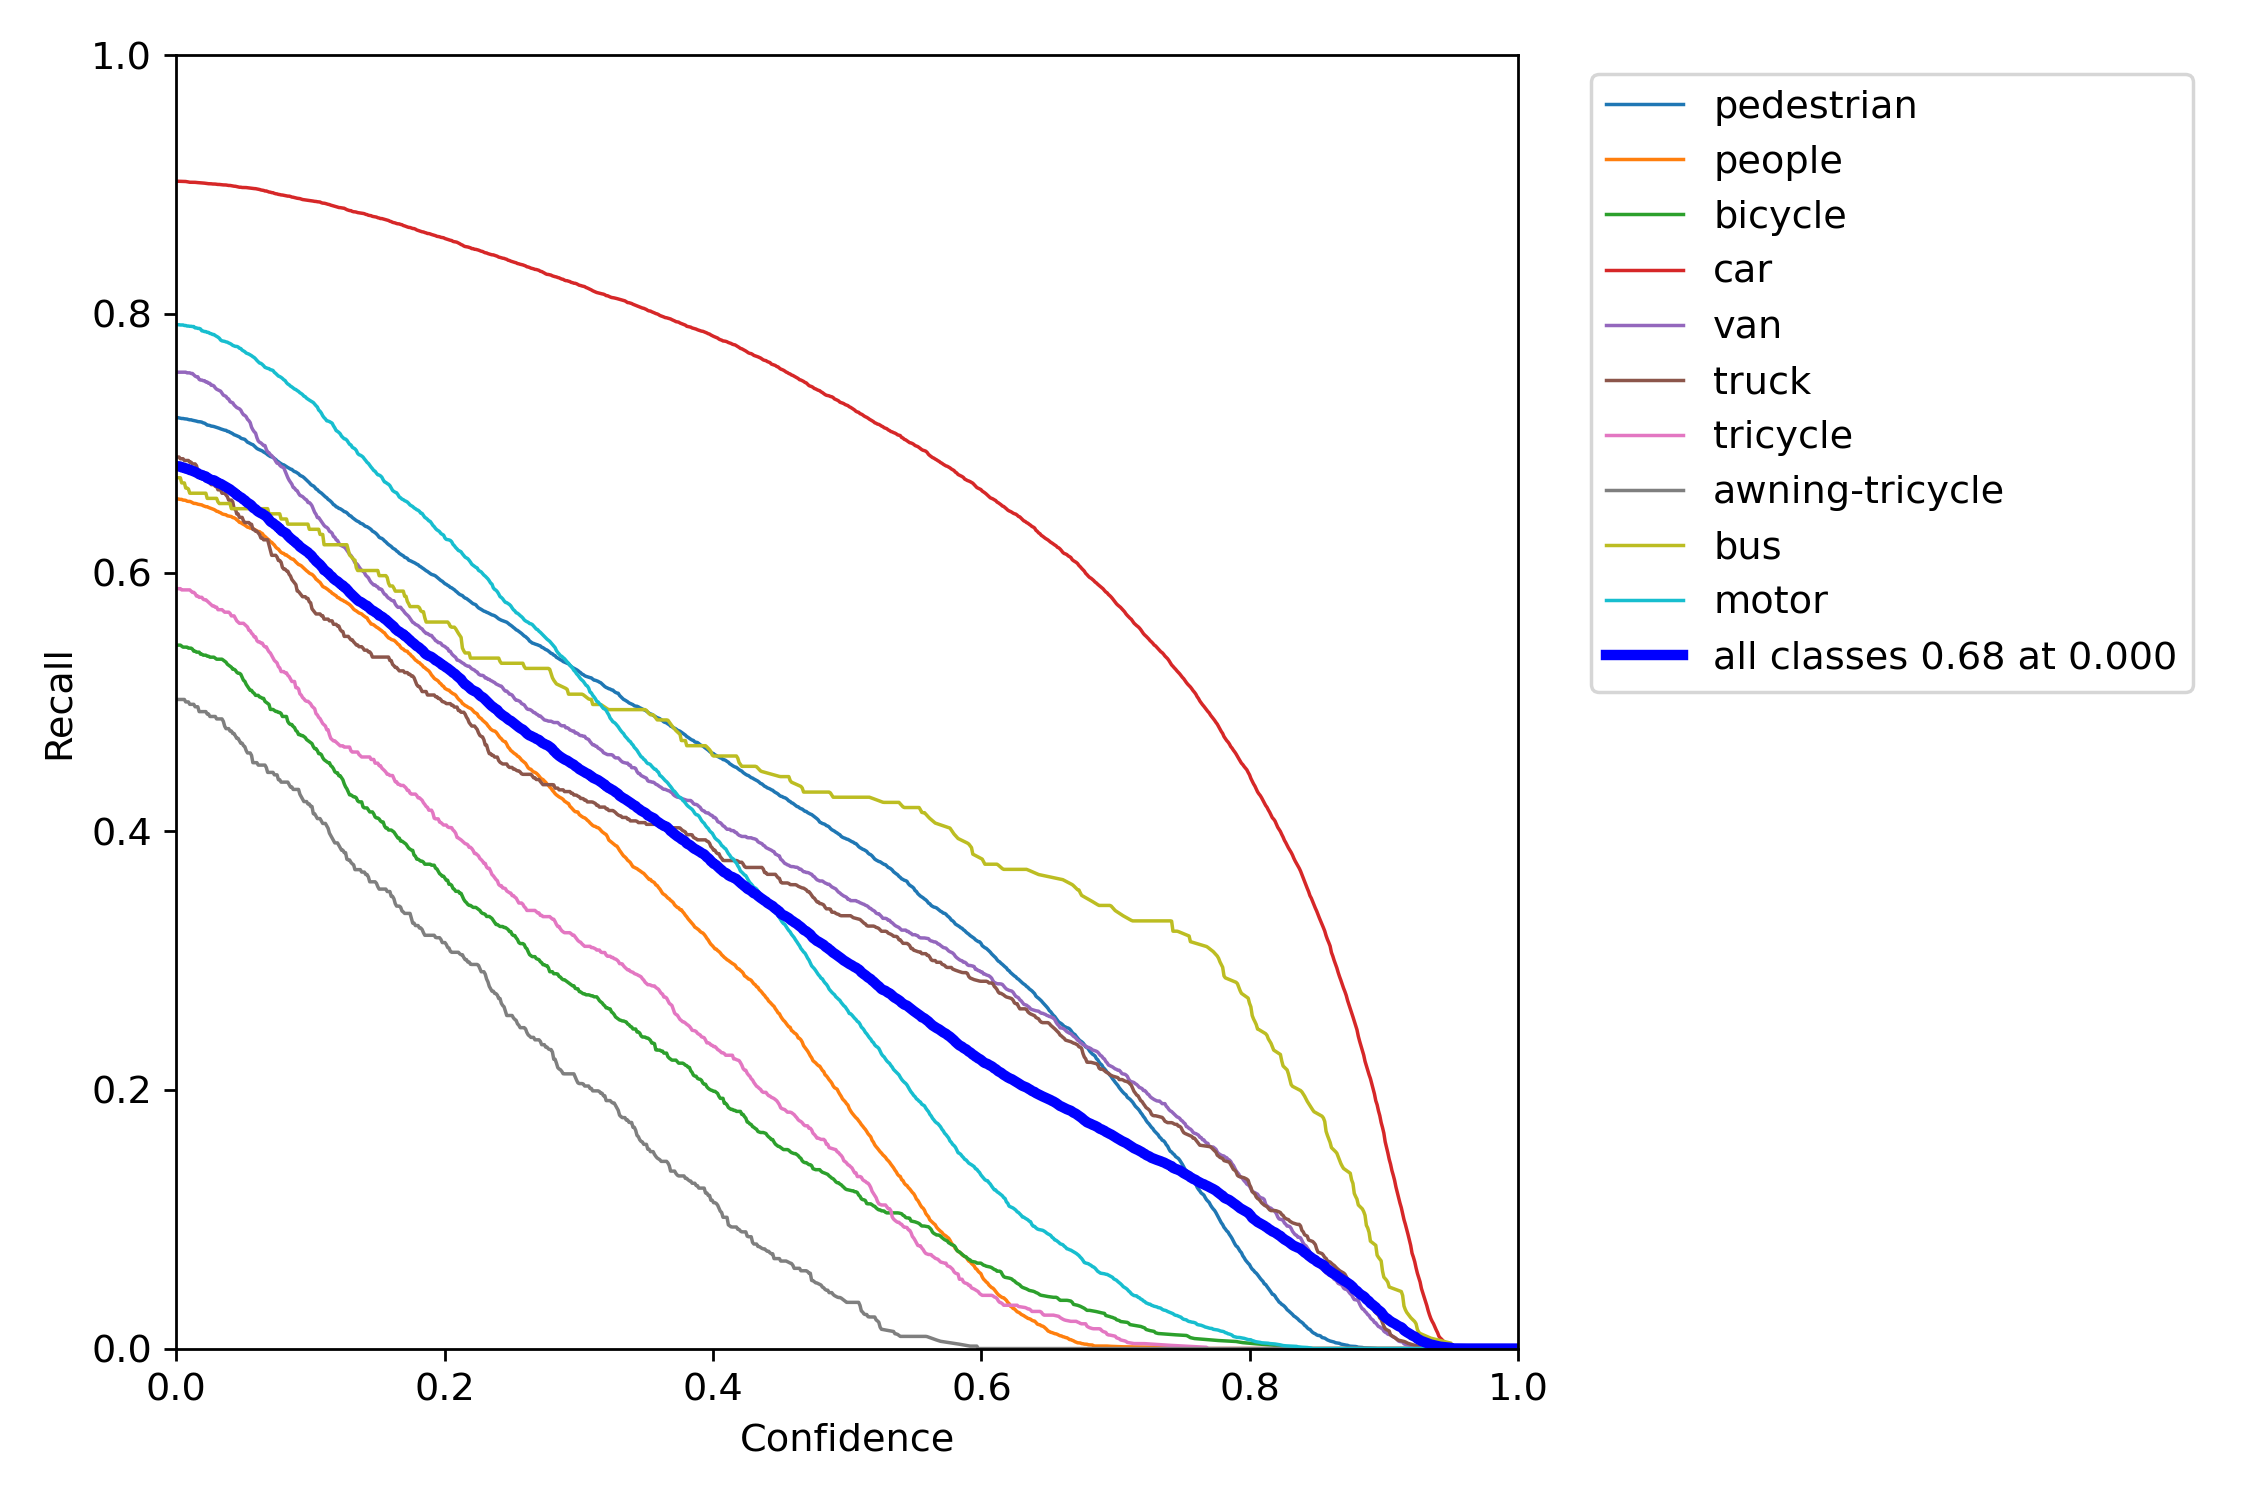 1.0
0.8
0.6
0.4
0.2
0.0
Recall
0.0 0.2 0.4 0.6 0.8 1.0
Confidence
pedestrian
people
bicycle
car
van
truck
tricycle
awning-tricycle
bus
motor
all classes 0.68 at 0.000